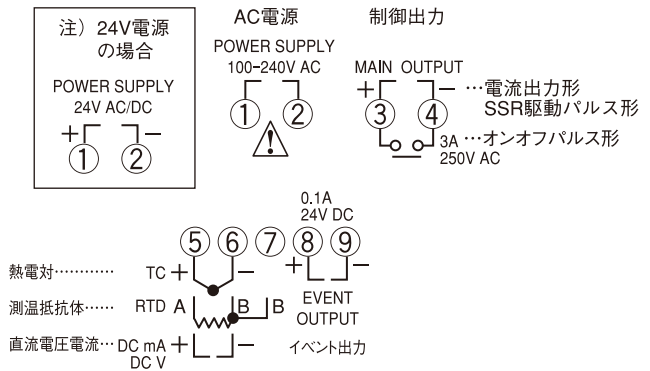 注）24V電源
の場合
POWER SUPPLY
24V AC/DC
+ −
① ②
AC電源
POWER SUPPLY
100-240V AC
① ②
制御出力
MAIN OUTPUT
+ − …電流出力形
SSR駆動パルス形
③ ④
3A …オンオフパルス形
250V AC
0.1A
24V DC
⑤ ⑥ ⑦ ⑧ ⑨
熱電対………… TC + −
+ −
測温抵抗体…… RTD A B B
EVENT
OUTPUT
直流電圧電流… DC mA + −
DC V
イベント出力